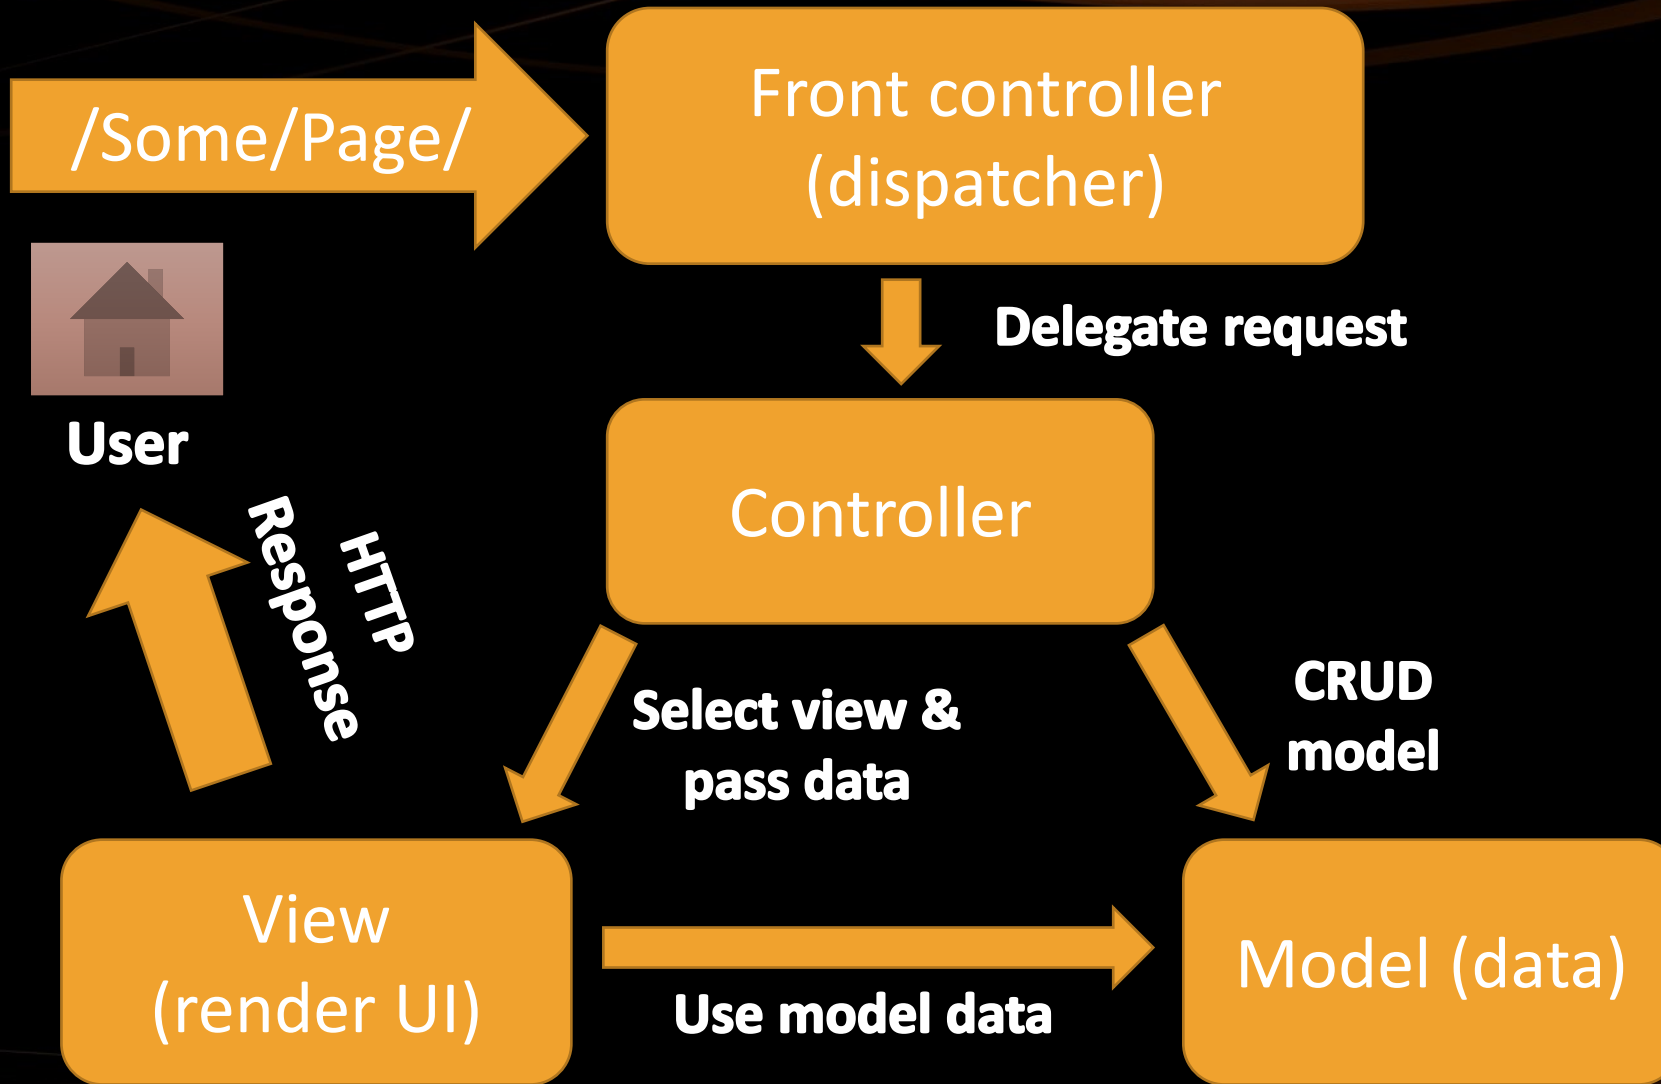 /Some/Page/
Front controller
(dispatcher)
Delegate request
User
Controller
HTTP
Response
Select view &
pass data
CRUD
model
View
(render UI)
Use model data
Model (data)